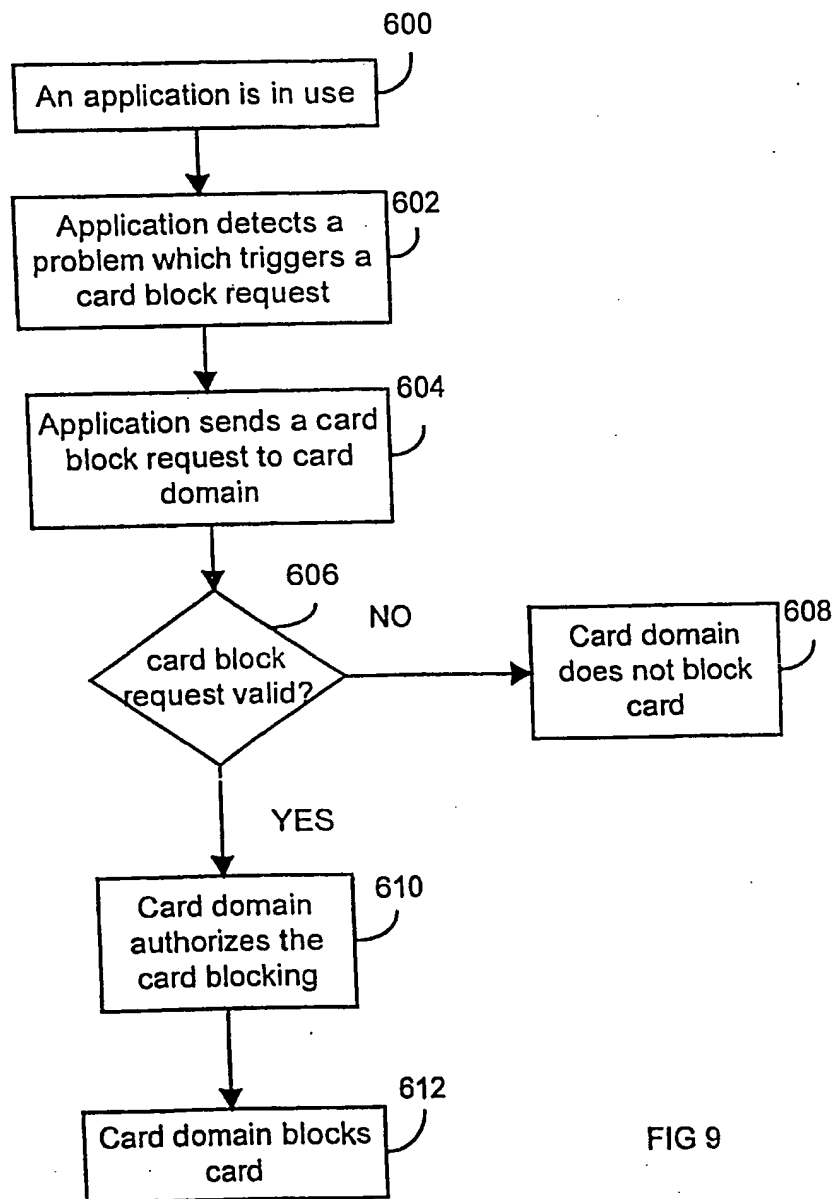 600
An application is in use
602
Application detects a
problem which triggers a
card block request
604
Application sends a card
block request to card
domain
606
card block
request valid?
NO
608
Card domain
does not block
card
YES
610
Card domain
authorizes the
card blocking
612
Card domain blocks
card
FIG 9